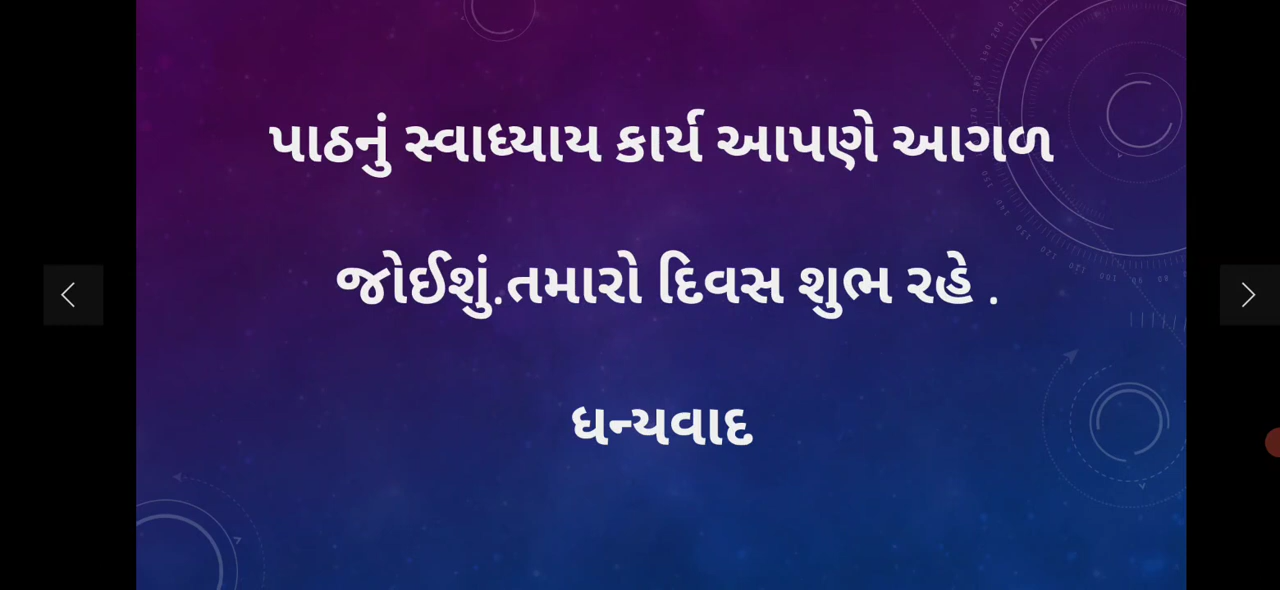 પાઠનું સ્વાધ્યાય કાર્ય આપણે આગળ
જોઈશું.તમારો દિવસ શુભ રહે .
ધન્યવાદ